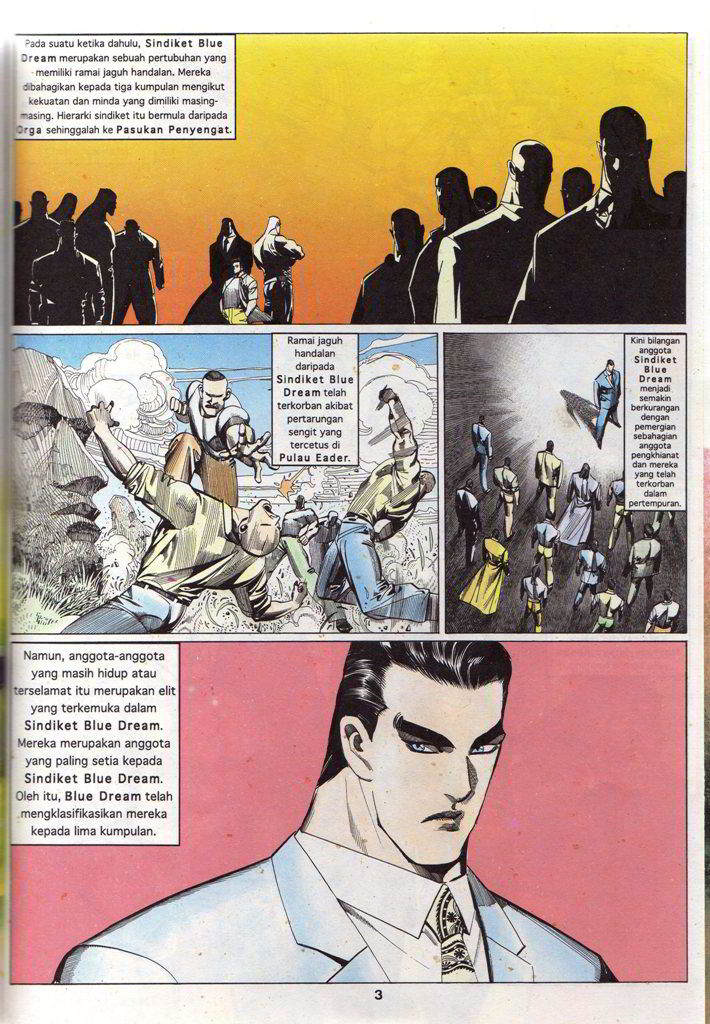 Pada suatu ketika dahulu, Sindiket Blue
Dream merupakan sebuah pertubuhan yang
memiliki ramai jaguh handalan. Mereka
dibahagikan kepada tiga kumpulan mengikut
kekuatan dan minda yang dimiliki masing-
masing. Hierarki sindiket itu bermula daripada
Orga sehinggalah ke Pasukan Penyengat.
Ramai jaguh
handalan
daripada
Sindiket Blue
Dream telah
terkorban akibat
pertarungan
sengit yang
tercetus di
Pulau Eader.
Kini bilangan
anggota
Sindiket
Blue
Dream
menjadi
semakin
berkurangan
dengan
pemergian
sebahagian
anggota
pengkhianat
dan mereka
yang telah
terkorban
dalam
pertempuran.
Namun, anggota-anggota
yang masih hidup atau
terselamat itu merupakan elit
yang terkemuka dalam
Sindiket Blue Dream.
Mereka merupakan anggota
yang paling setia kepada
Sindiket Blue Dream.
Oleh itu, Blue Dream telah
mengklasifikasikan mereka
kepada lima kumpulan.
3